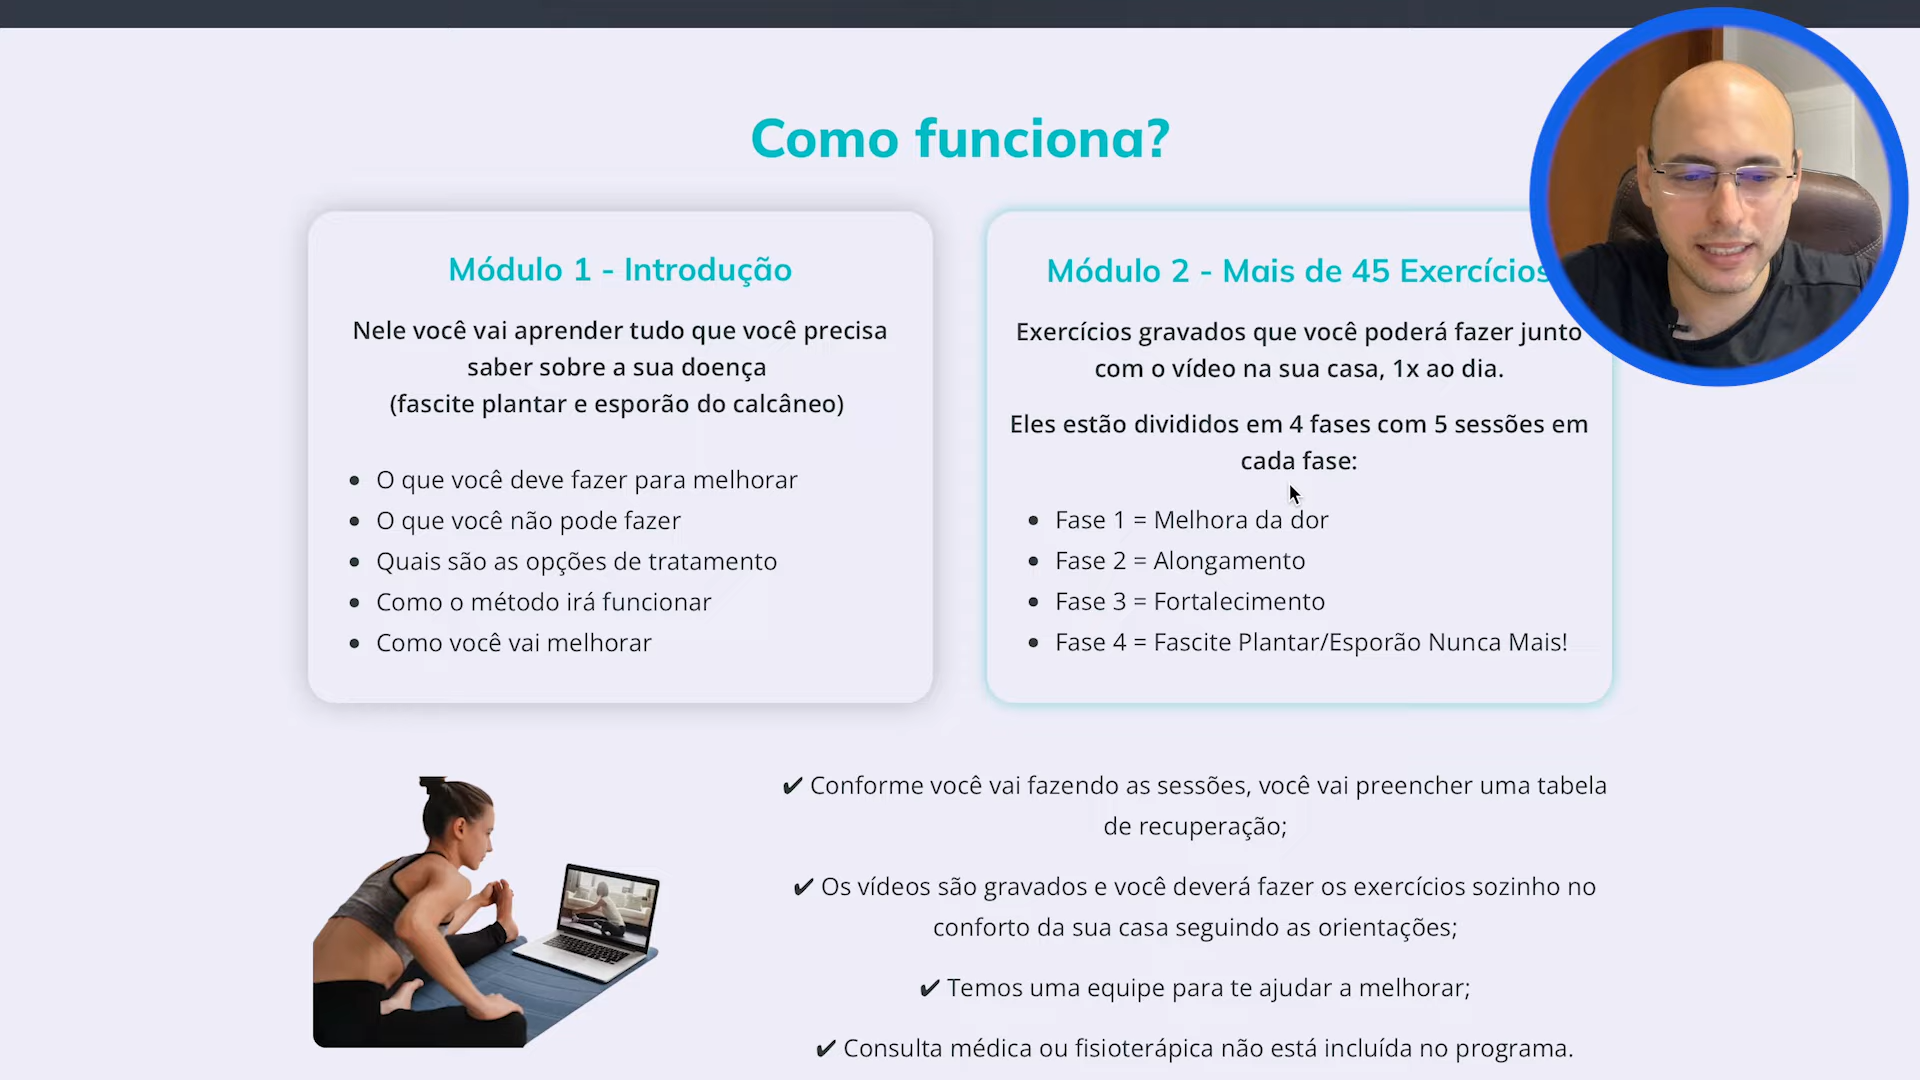 Como funciona?
Módulo 1 - Introdução
Nele você vai aprender tudo que você precisa
saber sobre a sua doença
(fascite plantar e esporão do calcâneo)
• O que você deve fazer para melhorar
• O que você não pode fazer
• Quais são as opções de tratamento
• Como o método irá funcionar
• Como você vai melhorar
Módulo 2 - Mais de 45 Exercícios
Exercícios gravados que você poderá fazer junto
com o vídeo na sua casa, 1x ao dia.
Eles estão divididos em 4 fases com 5 sessões em
cada fase:
• Fase 1 = Melhora da dor
• Fase 2 = Alongamento
• Fase 3 = Fortalecimento
• Fase 4 = Fascite Plantar/Esporão Nunca Mais!
✔ Conforme você vai fazendo as sessões, você vai preencher uma tabela
de recuperação;
✔ Os vídeos são gravados e você deverá fazer os exercícios sozinho no
conforto da sua casa seguindo as orientações;
✔ Temos uma equipe para te ajudar a melhorar;
✔ Consulta médica ou fisioterápica não está incluída no programa.